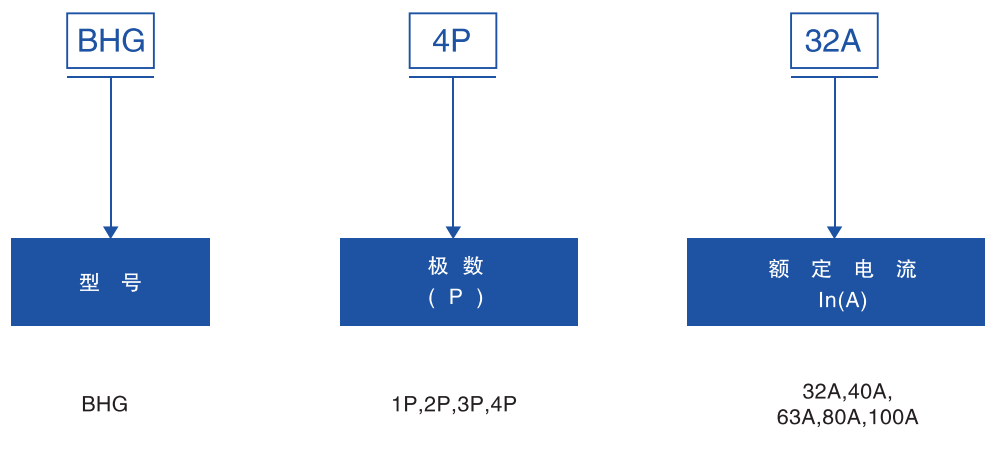 BHG
4P
32A
型 号
极 数
( P )
额 定 电 流
In(A)
BHG
1P,2P,3P,4P
32A,40A,
63A,80A,100A